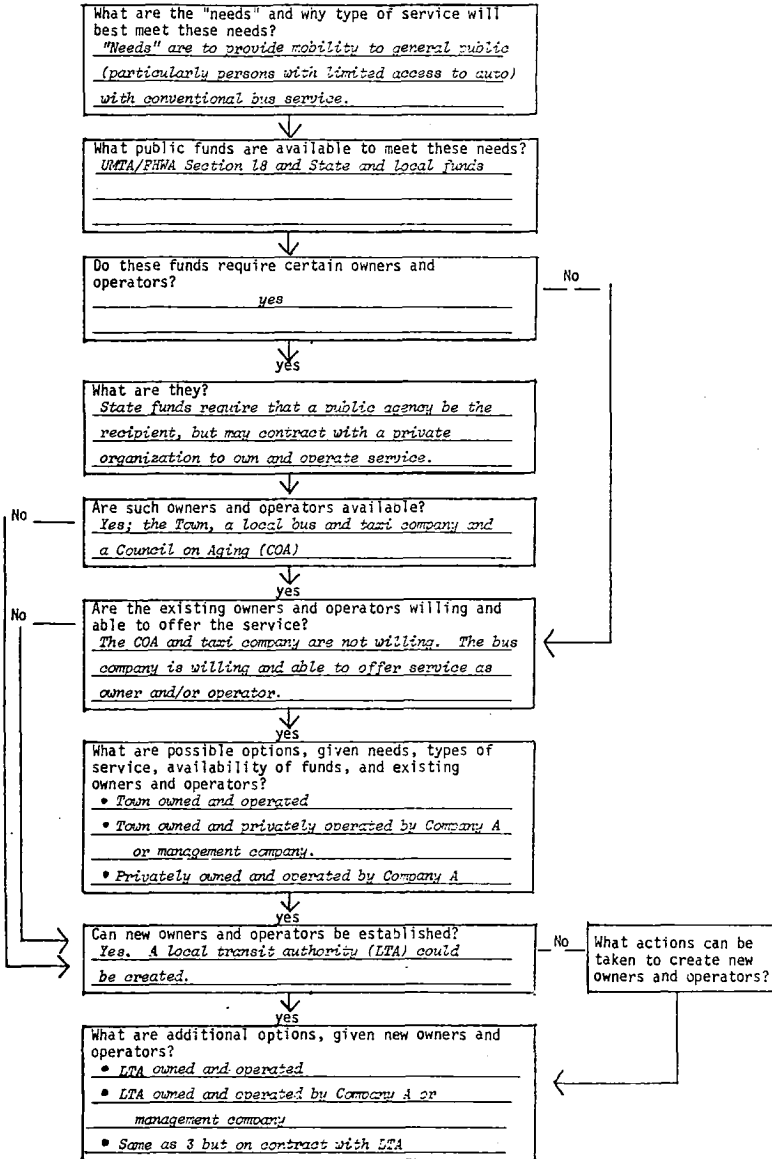 What are the "needs" and why type of service will
best meet these needs?
"Needs" are to provide mobility to general public
(particularly persons with limited access to auto)
with conventional bus service.
What public funds are available to meet these needs?
UMTA/FHWA Section 18 and State and local funds
Do these funds require certain owners and
operators?
yes
No
yes
What are they?
State funds require that a public agency be the
recipient, but may contract with a private
organization to own and operate service.
Are such owners and operators available?
Yes; the Town, a local bus and taxi company and
a Council on Aging (COA)
No
yes
Are the existing owners and operators willing and
able to offer the service?
The COA and taxi company are not willing. The bus
company is willing and able to offer service as
owner and/or operator.
No
yes
What are possible options, given needs, types of
service, availability of funds, and existing
owners and operators?
• Town owned and operated
• Town owned and privately operated by Company A
or management company.
• Privately owned and operated by Company A
yes
Can new owners and operators be established?
Yes. A local transit authority (LTA) could
be created.
No
What actions can be
taken to create new
owners and operators?
yes
What are additional options, given new owners and
operators?
• LTA owned and operated
• LTA owned and operated by Company A or
management company
• Same as 3 but on contract with LTA